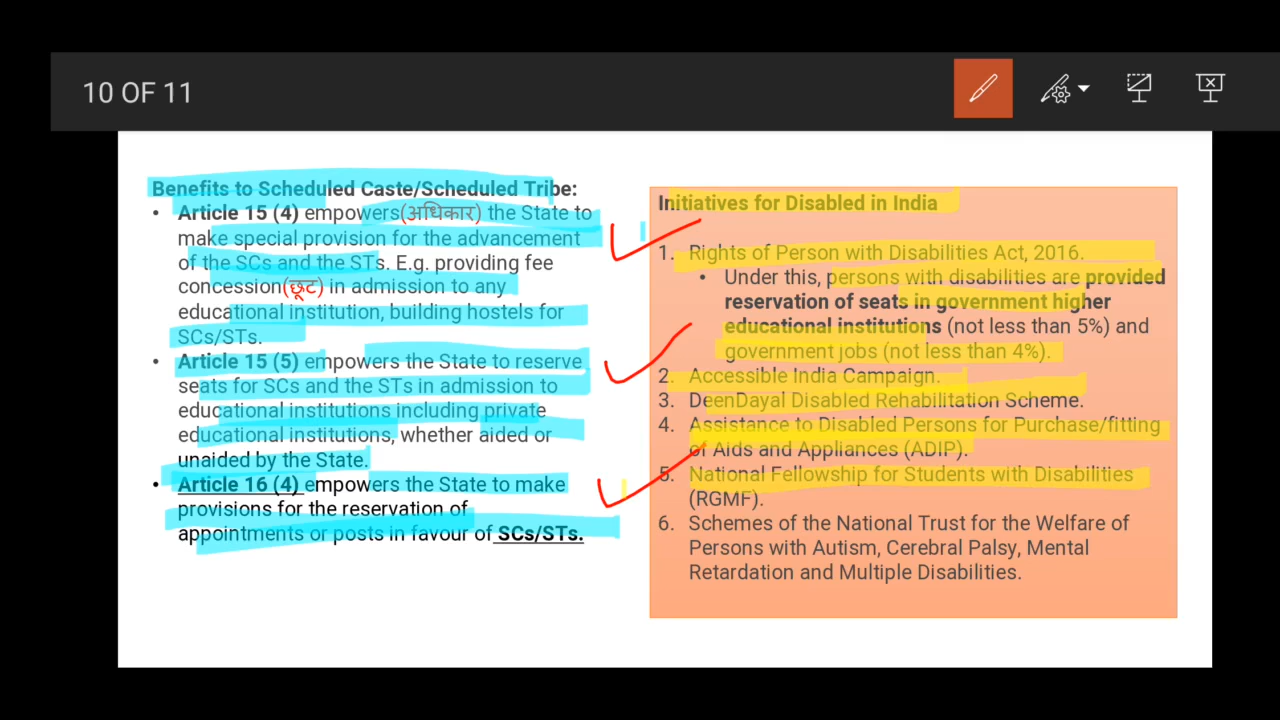 10 OF 11
Benefits to Scheduled Caste/Scheduled Tribe:
• Article 15 (4) empowers(अधिकार) the State to
make special provision for the advancement
of the SCs and the STs. E.g. providing fee
concession(छूट) in admission to any
educational institution, building hostels for
SCs/STs.
• Article 15 (5) empowers the State to reserve
seats for SCs and the STs in admission to
educational institutions including private
educational institutions, whether aided or
unaided by the State.
• Article 16 (4) empowers the State to make
provisions for the reservation of
appointments or posts in favour of SCs/STs.
Initiatives for Disabled in India
1. Rights of Person with Disabilities Act, 2016.
• Under this, persons with disabilities are provided
reservation of seats in government higher
educational institutions (not less than 5%) and
government jobs (not less than 4%).
2. Accessible India Campaign.
3. DeenDayal Disabled Rehabilitation Scheme.
4. Assistance to Disabled Persons for Purchase/fitting
of Aids and Appliances (ADIP).
5. National Fellowship for Students with Disabilities
(RGMF).
6. Schemes of the National Trust for the Welfare of
Persons with Autism, Cerebral Palsy, Mental
Retardation and Multiple Disabilities.